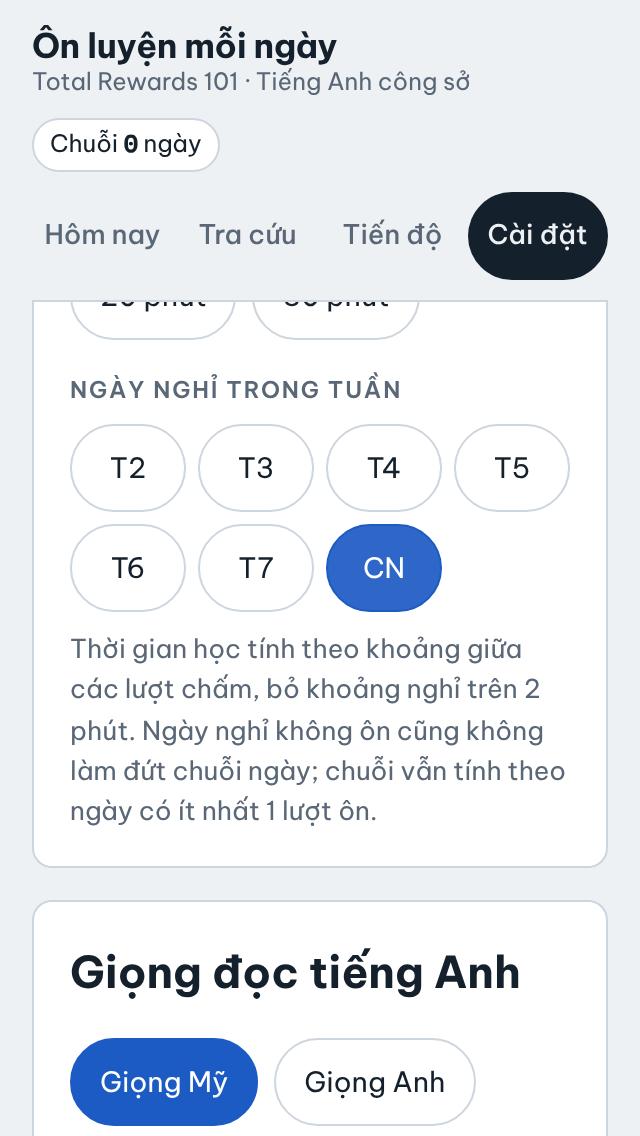 Ôn luyện mỗi ngày
Total Rewards 101 · Tiếng Anh công sở
Chuỗi 0 ngày
Hôm nay Tra cứu Tiến độ Cài đặt
NGÀY NGHỈ TRONG TUẦN
T2 T3 T4 T5
T6 T7 CN
Thời gian học tính theo khoảng giữa
các lượt chấm, bỏ khoảng nghỉ trên 2
phút. Ngày nghỉ không ôn cũng không
làm đứt chuỗi ngày; chuỗi vẫn tính theo
ngày có ít nhất 1 lượt ôn.
Giọng đọc tiếng Anh
Giọng Mỹ Giọng Anh